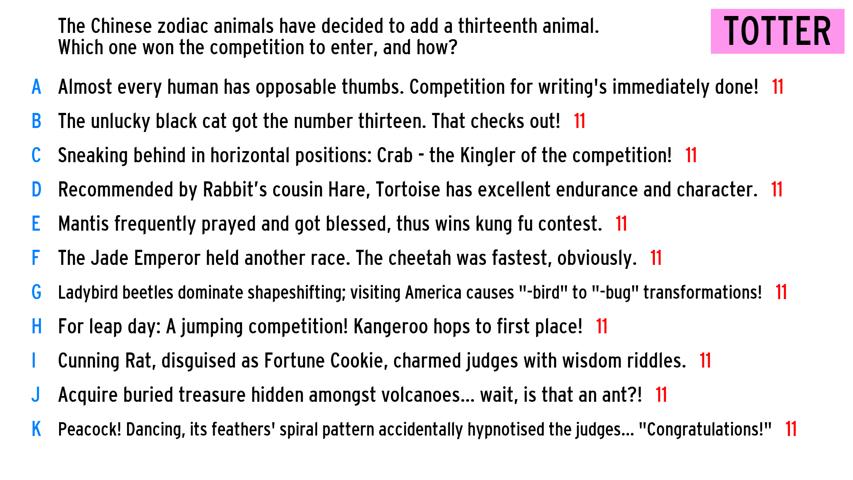 The Chinese zodiac animals have decided to add a thirteenth animal.
Which one won the competition to enter, and how?
TOTTER
A Almost every human has opposable thumbs. Competition for writing's immediately done! 11
B The unlucky black cat got the number thirteen. That checks out! 11
C Sneaking behind in horizontal positions: Crab - the Kingler of the competition! 11
D Recommended by Rabbit's cousin Hare, Tortoise has excellent endurance and character. 11
E Mantis frequently prayed and got blessed, thus wins kung fu contest. 11
F The Jade Emperor held another race. The cheetah was fastest, obviously. 11
G Ladybird beetles dominate shapeshifting; visiting America causes "-bird" to "-bug" transformations! 11
H For leap day: A jumping competition! Kangeroo hops to first place! 11
I Cunning Rat, disguised as Fortune Cookie, charmed judges with wisdom riddles. 11
J Acquire buried treasure hidden amongst volcanoes... wait, is that an ant?! 11
K Peacock! Dancing, its feathers' spiral pattern accidentally hypnotised the judges... "Congratulations!" 11